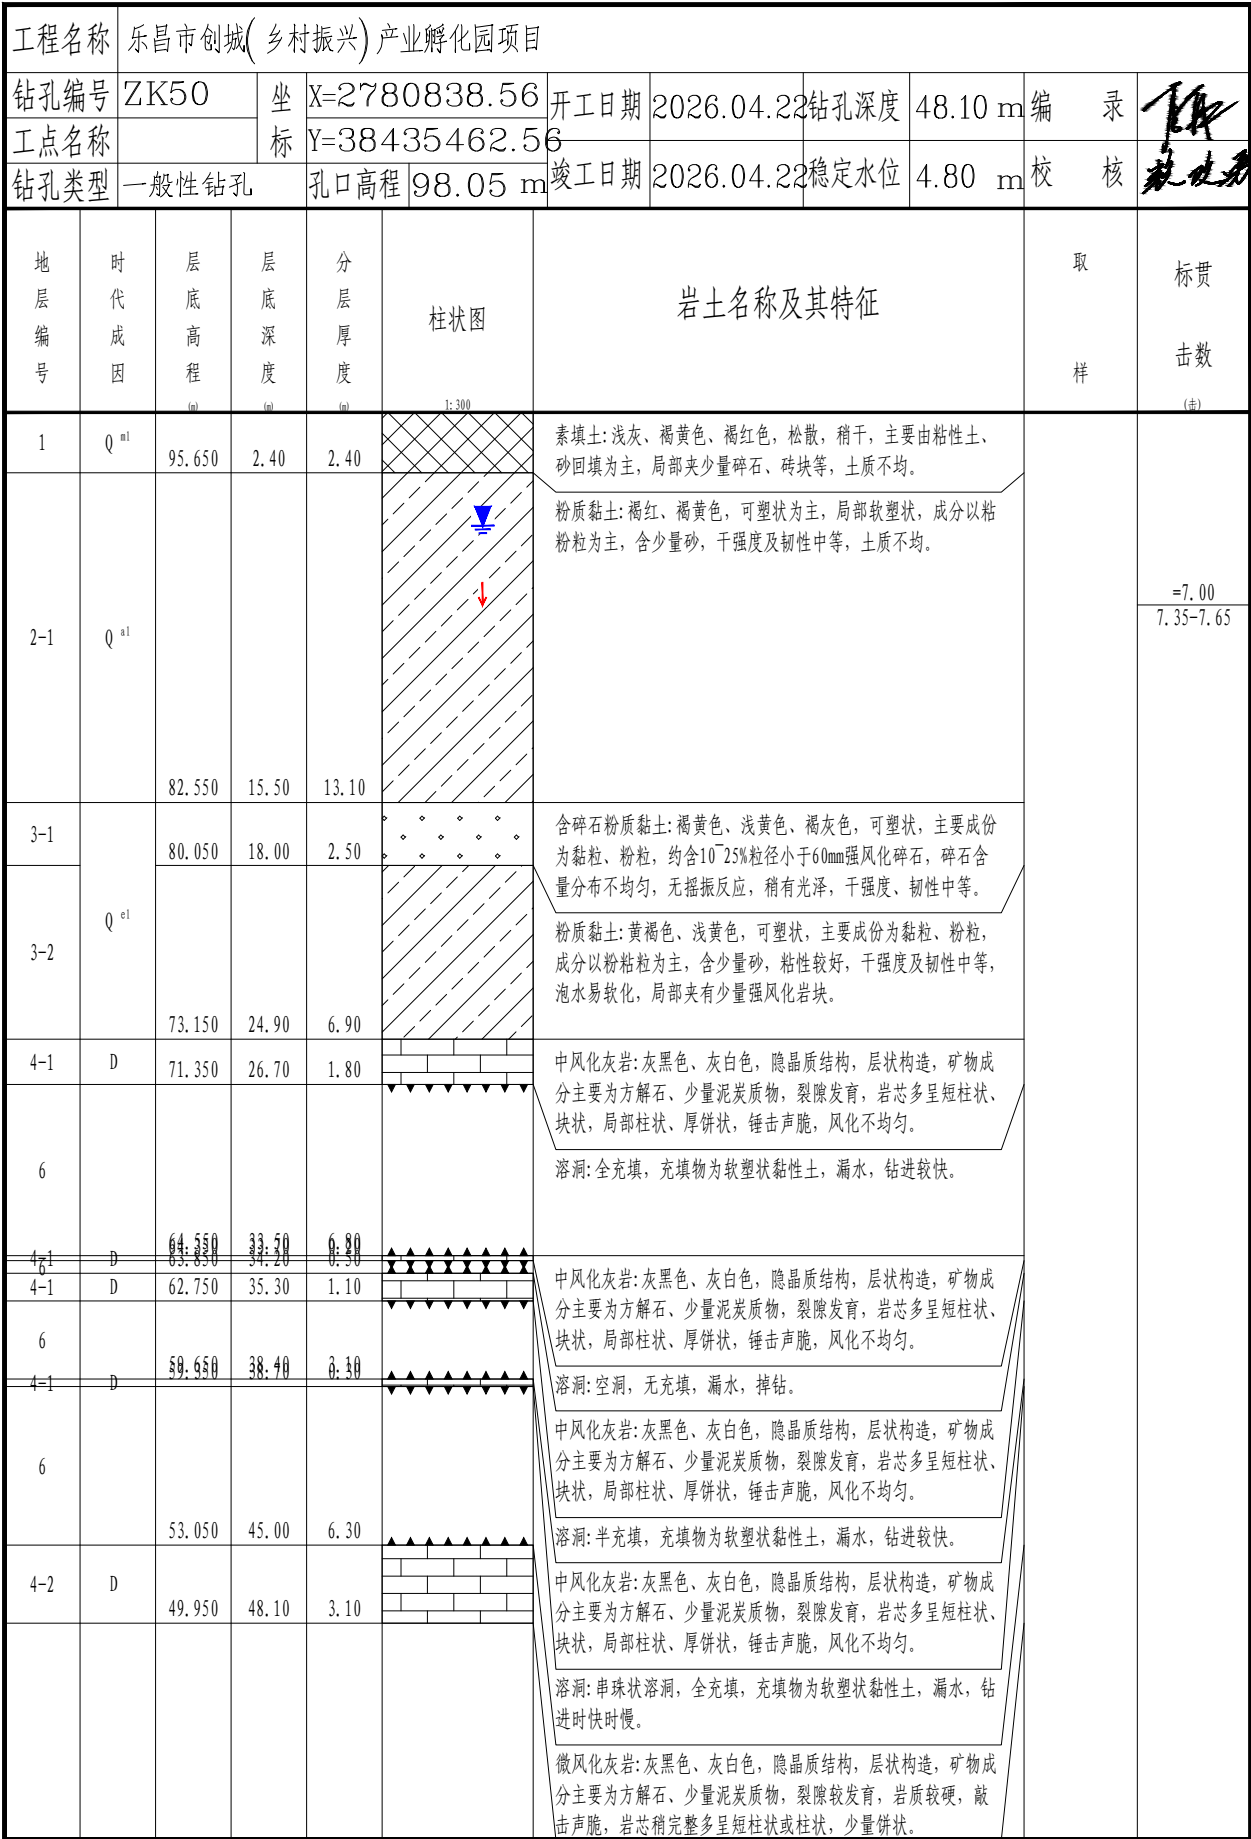 工程名称 乐昌市创城(乡村振兴)产业孵化园项目
钻孔编号 ZK50 坐标 X=2780838.56 开工日期 2026.04.22 钻孔深度 48.10 m 编 录
工点名称 Y=38435462.56
钻孔类型 一般性钻孔 孔口高程 98.05 m 竣工日期 2026.04.22 稳定水位 4.80 m 校 核
地层编号 时代成因 层底高程(m) 层底深度(m) 分层厚度(m) 柱状图 1:300 岩土名称及其特征 取样 标贯击数(击)
1 Q ml 95.650 2.40 2.40
素填土:浅灰、褐黄色、褐红色，松散，稍干，主要由粘性土、
砂回填为主，局部夹少量碎石、砖块等，土质不均。
2-1 Q al 82.550 15.50 13.10
粉质黏土:褐红、褐黄色，可塑状为主，局部软塑状，成分以粘
粉粒为主，含少量砂，干强度及韧性中等，土质不均。
=7.00
7.35-7.65
3-1 80.050 18.00 2.50
含碎石粉质黏土:褐黄色、浅黄色、褐灰色，可塑状，主要成份
为黏粒、粉粒，约含10~25%粒径小于60mm强风化碎石，碎石含
量分布不均匀，无摇振反应，稍有光泽，干强度、韧性中等。
Q el
3-2 73.150 24.90 6.90
粉质黏土:黄褐色、浅黄色，可塑状，主要成份为黏粒、粉粒，
成分以粉粘粒为主，含少量砂，粘性较好，干强度及韧性中等，
泡水易软化，局部夹有少量强风化岩块。
4-1 D 71.350 26.70 1.80
中风化灰岩:灰黑色、灰白色，隐晶质结构，层状构造，矿物成
分主要为方解石、少量泥炭质物，裂隙发育，岩芯多呈短柱状、
块状，局部柱状、厚饼状，锤击声脆，风化不均匀。
6 64.550 33.50 6.80
溶洞:全充填，充填物为软塑状黏性土，漏水，钻进较快。
4-1 D
6 63.850 34.20 0.50
4-1 D 62.750 35.30 1.10
中风化灰岩:灰黑色、灰白色，隐晶质结构，层状构造，矿物成
分主要为方解石、少量泥炭质物，裂隙发育，岩芯多呈短柱状、
块状，局部柱状、厚饼状，锤击声脆，风化不均匀。
6 59.650 38.40 3.10
4-1 D 59.350 38.70 0.30
溶洞:空洞，无充填，漏水，掉钻。
中风化灰岩:灰黑色、灰白色，隐晶质结构，层状构造，矿物成
分主要为方解石、少量泥炭质物，裂隙发育，岩芯多呈短柱状、
块状，局部柱状、厚饼状，锤击声脆，风化不均匀。
6 53.050 45.00 6.30
溶洞:半充填，充填物为软塑状黏性土，漏水，钻进较快。
4-2 D 49.950 48.10 3.10
中风化灰岩:灰黑色、灰白色，隐晶质结构，层状构造，矿物成
分主要为方解石、少量泥炭质物，裂隙发育，岩芯多呈短柱状、
块状，局部柱状、厚饼状，锤击声脆，风化不均匀。
溶洞:串珠状溶洞，全充填，充填物为软塑状黏性土，漏水，钻
进时快时慢。
微风化灰岩:灰黑色、灰白色，隐晶质结构，层状构造，矿物成
分主要为方解石、少量泥炭质物，裂隙较发育，岩质较硬，敲
击声脆，岩芯稍完整多呈短柱状或柱状，少量饼状。